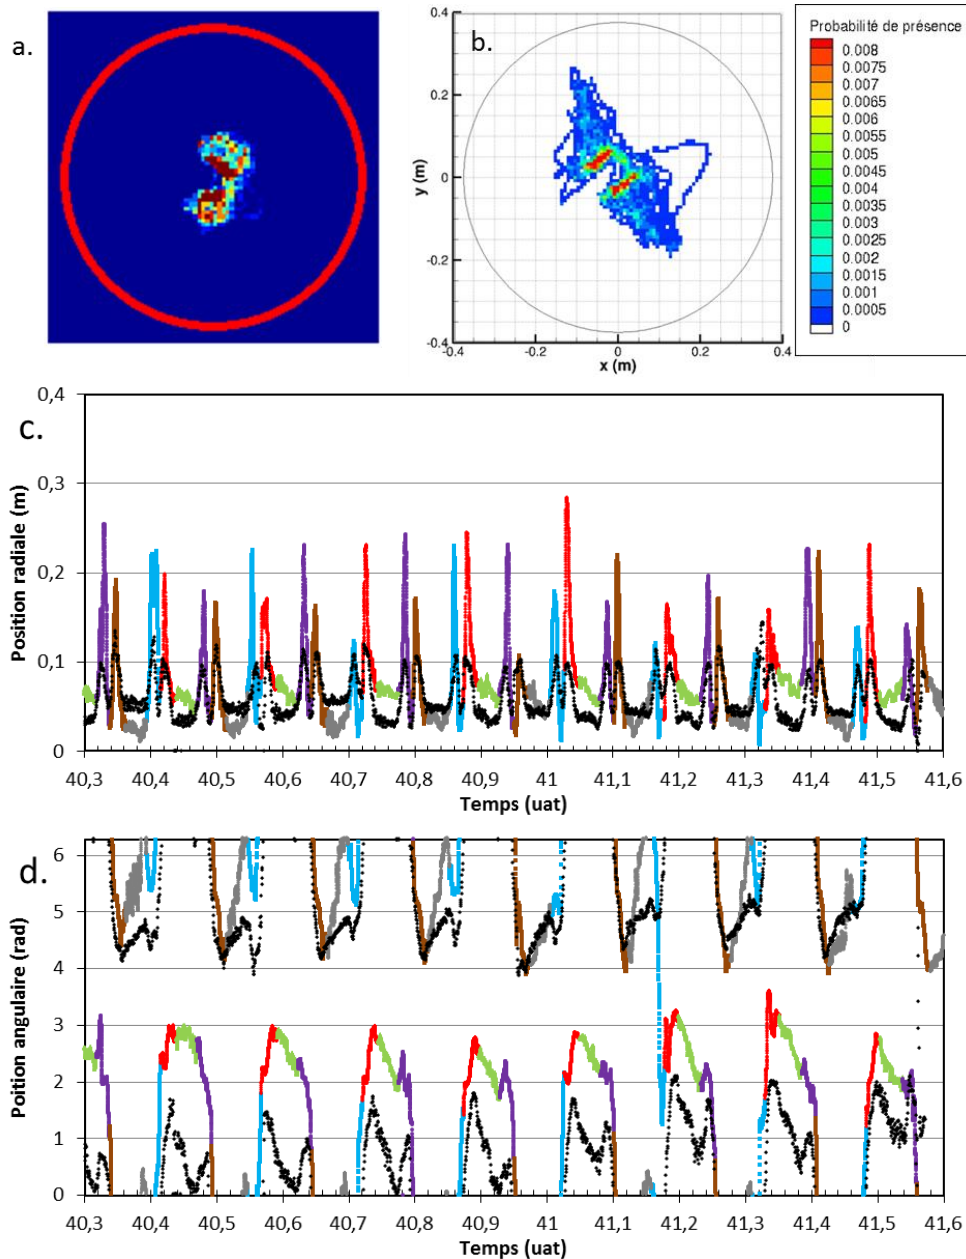 a.
b.
0.4
0.2
0
-0.2
-0.4
y (m)
-0.4 -0.2 0 0.2 0.4
x (m)
Probabilité de présence
0.008
0.0075
0.007
0.0065
0.006
0.0055
0.005
0.0045
0.004
0.0035
0.003
0.0025
0.002
0.0015
0.001
0.0005
0
c.
Position radiale (m)
0,4
0,3
0,2
0,1
0
40,3 40,4 40,5 40,6 40,7 40,8 40,9 41 41,1 41,2 41,3 41,4 41,5 41,6
Temps (uat)
d.
Poition angulaire (rad)
6
5
4
3
2
1
0
40,3 40,4 40,5 40,6 40,7 40,8 40,9 41 41,1 41,2 41,3 41,4 41,5 41,6
Temps (uat)